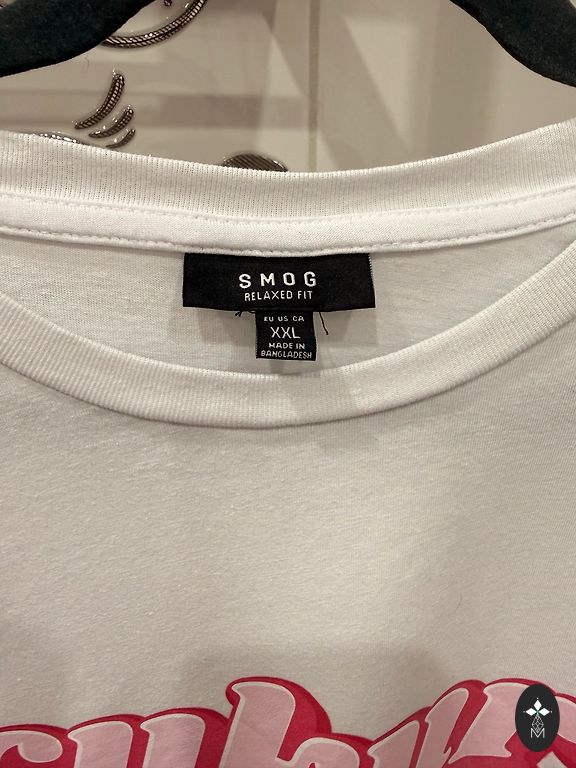 SMOG
RELAXED FIT
EU US CA
XXL
MADE IN
BANGLADESH
M